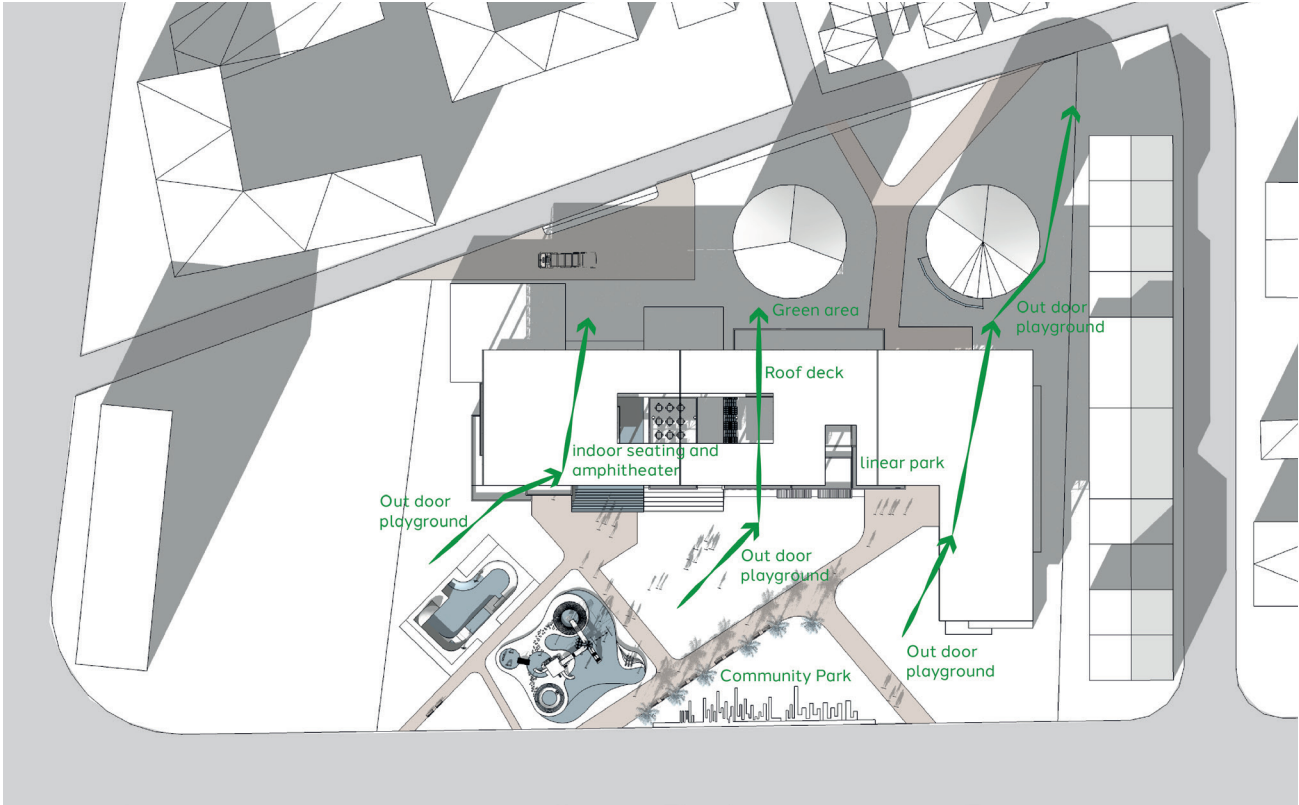 Out door
playground
Green area
Roof deck
indoor seating and
amphitheater
linear park
Out door
playground
Out door
playground
Out door
playground
Community Park